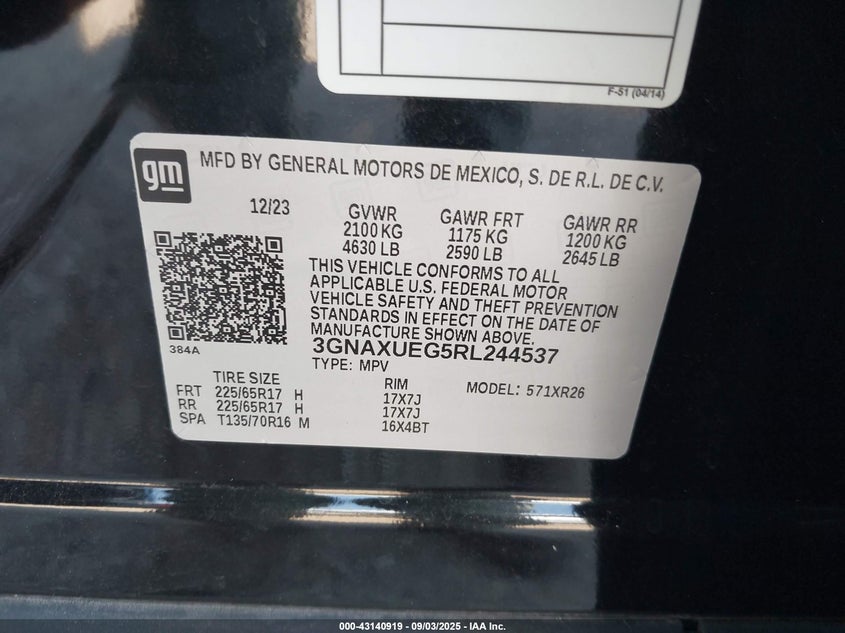 F-51 (04/14)
gm
MFD BY GENERAL MOTORS DE MEXICO, S. DE R.L. DE C.V.
12/23 GVWR GAWR FRT GAWR RR
2100 KG 1175 KG 1200 KG
4630 LB 2590 LB 2645 LB
THIS VEHICLE CONFORMS TO ALL
APPLICABLE U.S. FEDERAL MOTOR
VEHICLE SAFETY AND THEFT PREVENTION
STANDARDS IN EFFECT ON THE DATE OF
MANUFACTURE SHOWN ABOVE.
384A
3GNAXUEG5RL244537
TYPE: MPV
TIRE SIZE RIM MODEL: 571XR26
FRT 225/65R17 H 17X7J
RR 225/65R17 H 17X7J
SPA T135/70R16 M 16X4BT
000-43140919 - 09/03/2025 - IAA Inc.